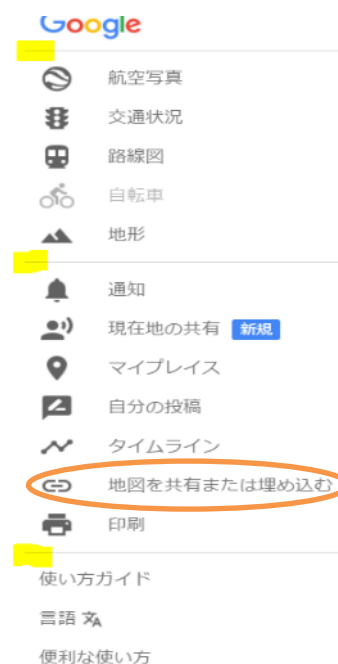 Google
航空写真
交通状況
路線図
自転車
地形
通知
現在地の共有 新規
マイプレイス
自分の投稿
タイムライン
地図を共有または埋め込む
印刷
使い方ガイド
言語
便利な使い方